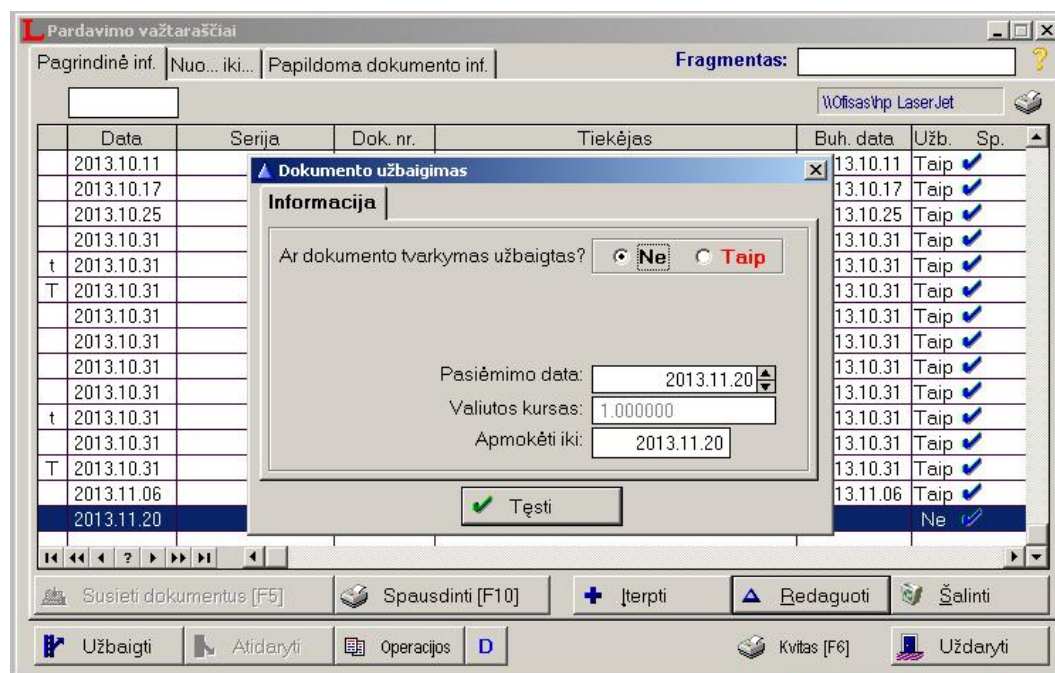 Pardavimo važtaraščiai
Pagrindinė inf. Nuo... iki... Papildoma dokumento inf. Fragmentas:
\\Ofisas\hp LaserJet
Data Serija Dok. nr. Tiekėjas Buh. data Užb. Sp.
2013.10.11 13.10.11 Taip
Dokumento užbaigimas
2013.10.17 13.10.17 Taip
Informacija
2013.10.25 13.10.25 Taip
2013.10.31 13.10.31 Taip
Ar dokumento tvarkymas užbaigtas? Ne Taip
t 2013.10.31 13.10.31 Taip
T 2013.10.31 13.10.31 Taip
2013.10.31 13.10.31 Taip
2013.10.31 13.10.31 Taip
2013.10.31 13.10.31 Taip
Pasiėmimo data: 2013.11.20
2013.10.31 13.10.31 Taip
Valiutos kursas: 1.000000
t 2013.10.31 13.10.31 Taip
Apmokėti iki: 2013.11.20
2013.10.31 13.10.31 Taip
T 2013.10.31 13.10.31 Taip
2013.11.06 13.11.06 Taip
Tęsti
2013.11.20 Ne
?
Susieti dokumentus [F5] Spausdinti [F10] Įterpti Redaguoti Šalinti
Užbaigti Atidaryti Operacijos D Kvitas [F6] Uždaryti